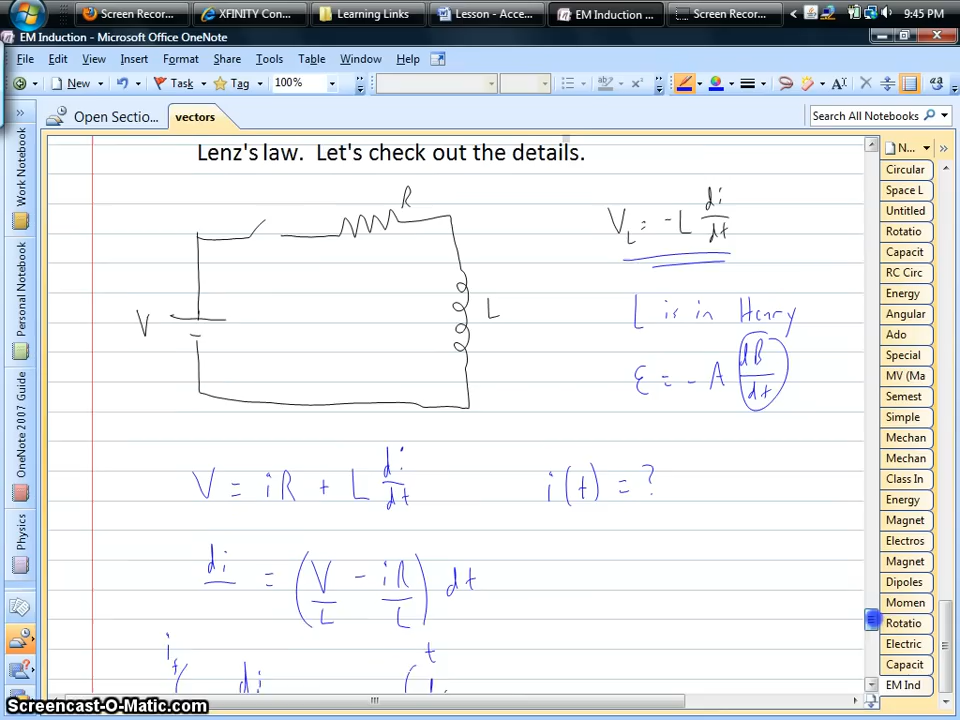 Screen Recor...
XFINITY Con...
Learning Links
Lesson - Acce...
EM Induction ...
Screen Recor...
9:45 PM
EM Induction - Microsoft Office OneNote
File Edit View Insert Format Share Tools Table Window Help
New Task Tag 100%
Open Sectio... vectors
Search All Notebooks
Work Notebook
Personal Notebook
OneNote 2007 Guide
Physics
Lenz's law. Let's check out the details.
R
V
L
V_L = -L di/dt
L is in Henry
ε = - A dB/dt
V = iR + L di/dt
i(t) = ?
di = (V/L - iR/L) dt
i_f
di
t
N...
Circular
Space L
Untitled
Rotatio
Capacit
RC Circ
Energy
Angular
Ado
Special
MV (Ma
Semest
Simple
Mechan
Mechan
Class In
Energy
Magnet
Electros
Magnet
Dipoles
Momen
Rotatio
Electric
Capacit
EM Ind
Screencast-O-Matic.com